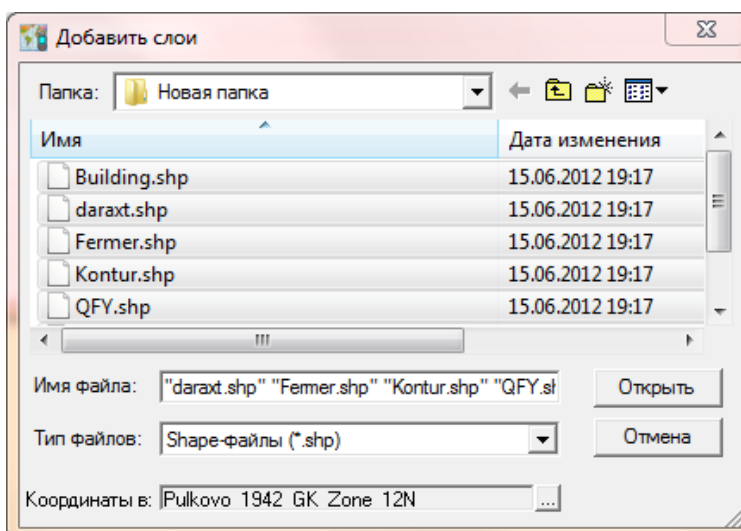 Добавить слои
Папка: Новая папка
Имя Дата изменения
Building.shp 15.06.2012 19:17
daraxt.shp 15.06.2012 19:17
Fermer.shp 15.06.2012 19:17
Kontur.shp 15.06.2012 19:17
QFY.shp 15.06.2012 19:17
Имя файла: "daraxt.shp" "Fermer.shp" "Kontur.shp" "QFY.sh Открыть
Тип файлов: Shape-файлы (*.shp) Отмена
Координаты в: Pulkovo 1942 GK Zone 12N ...